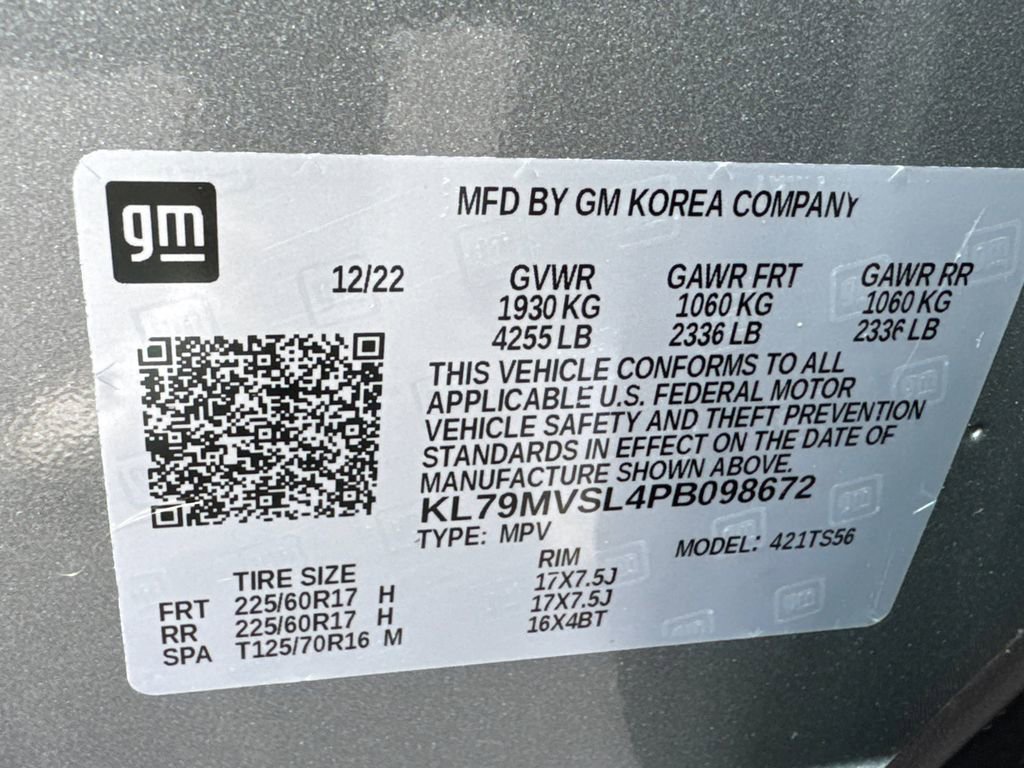 gm
MFD BY GM KOREA COMPANY
12/22 GVWR GAWR FRT GAWR RR
1930 KG 1060 KG 1060 KG
4255 LB 2336 LB 2336 LB
THIS VEHICLE CONFORMS TO ALL
APPLICABLE U.S. FEDERAL MOTOR
VEHICLE SAFETY AND THEFT PREVENTION
STANDARDS IN EFFECT ON THE DATE OF
MANUFACTURE SHOWN ABOVE.
KL79MVSL4PB098672
TYPE: MPV MODEL: 421TS56
TIRE SIZE RIM
FRT 225/60R17 H 17X7.5J
RR 225/60R17 H 17X7.5J
SPA T125/70R16 M 16X4BT